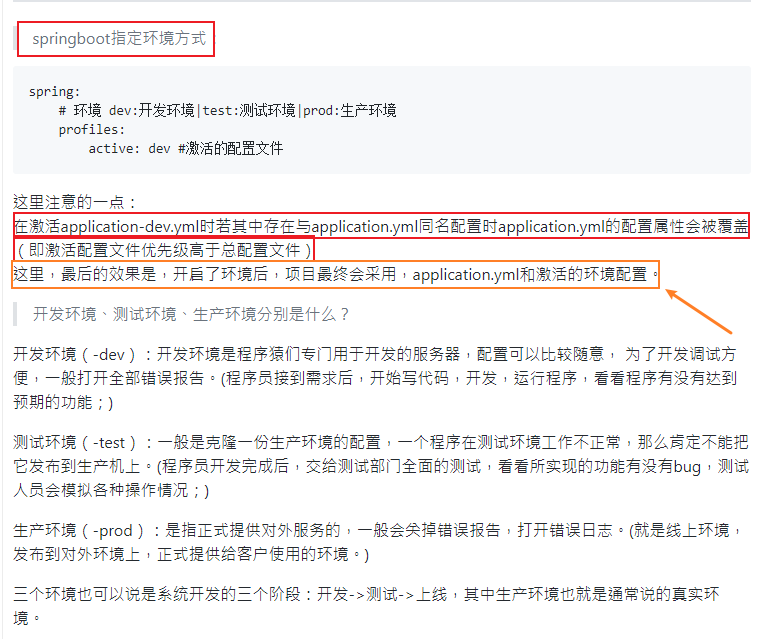 springboot指定环境方式
spring:
    # 环境 dev:开发环境|test:测试环境|prod:生产环境
    profiles:
        active: dev #激活的配置文件
这里注意的一点：
在激活application-dev.yml时若其中存在与application.yml同名配置时application.yml的配置属性会被覆盖
（即激活配置文件优先级高于总配置文件）
这里，最后的效果是，开启了环境后，项目最终会采用，application.yml和激活的环境配置。
开发环境、测试环境、生产环境分别是什么？
开发环境（-dev）：开发环境是程序猿们专门用于开发的服务器，配置可以比较随意， 为了开发调试方
便，一般打开全部错误报告。(程序员接到需求后，开始写代码，开发，运行程序，看看程序有没有达到
预期的功能；)
测试环境（-test）：一般是克隆一份生产环境的配置，一个程序在测试环境工作不正常，那么肯定不能把
它发布到生产机上。(程序员开发完成后，交给测试部门全面的测试，看看所实现的功能有没有bug，测试
人员会模拟各种操作情况；)
生产环境（-prod）：是指正式提供对外服务的，一般会关掉错误报告，打开错误日志。(就是线上环境，
发布到对外环境上，正式提供给客户使用的环境。)
三个环境也可以说是系统开发的三个阶段：开发->测试->上线，其中生产环境也就是通常说的真实环
境。